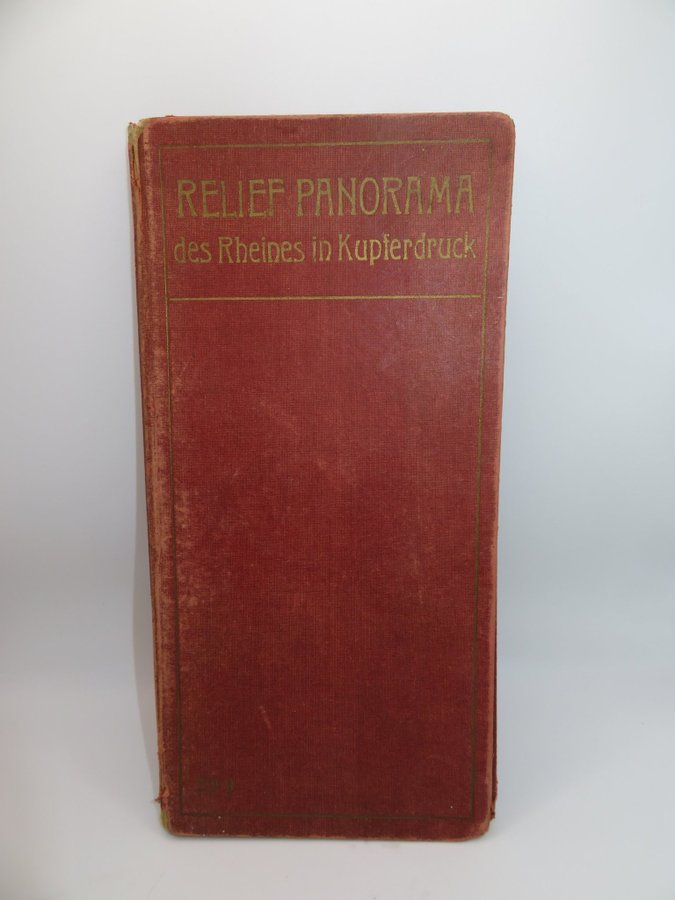 RELIEF PANORAMA
des Rheines in Kupferdruck